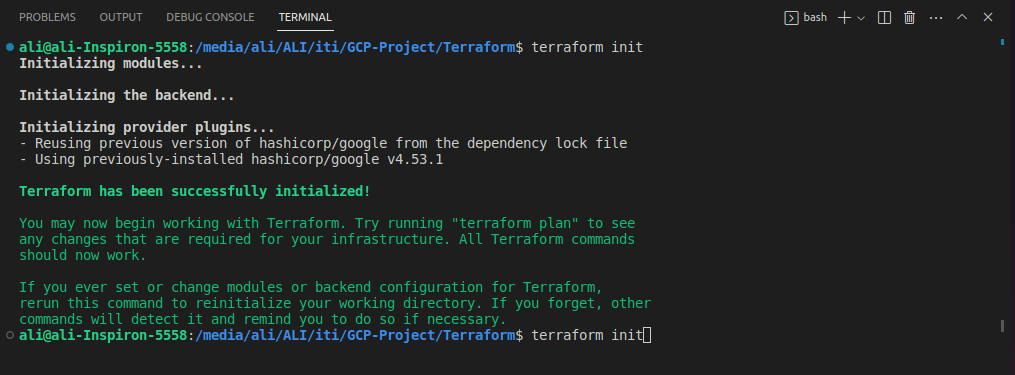 PROBLEMS OUTPUT DEBUG CONSOLE TERMINAL bash
ali@ali-Inspiron-5558:/media/ali/ALI/iti/GCP-Project/Terraform$ terraform init
Initializing modules...
Initializing the backend...
Initializing provider plugins...
- Reusing previous version of hashicorp/google from the dependency lock file
- Using previously-installed hashicorp/google v4.53.1
Terraform has been successfully initialized!
You may now begin working with Terraform. Try running "terraform plan" to see
any changes that are required for your infrastructure. All Terraform commands
should now work.
If you ever set or change modules or backend configuration for Terraform,
rerun this command to reinitialize your working directory. If you forget, other
commands will detect it and remind you to do so if necessary.
ali@ali-Inspiron-5558:/media/ali/ALI/iti/GCP-Project/Terraform$ terraform init